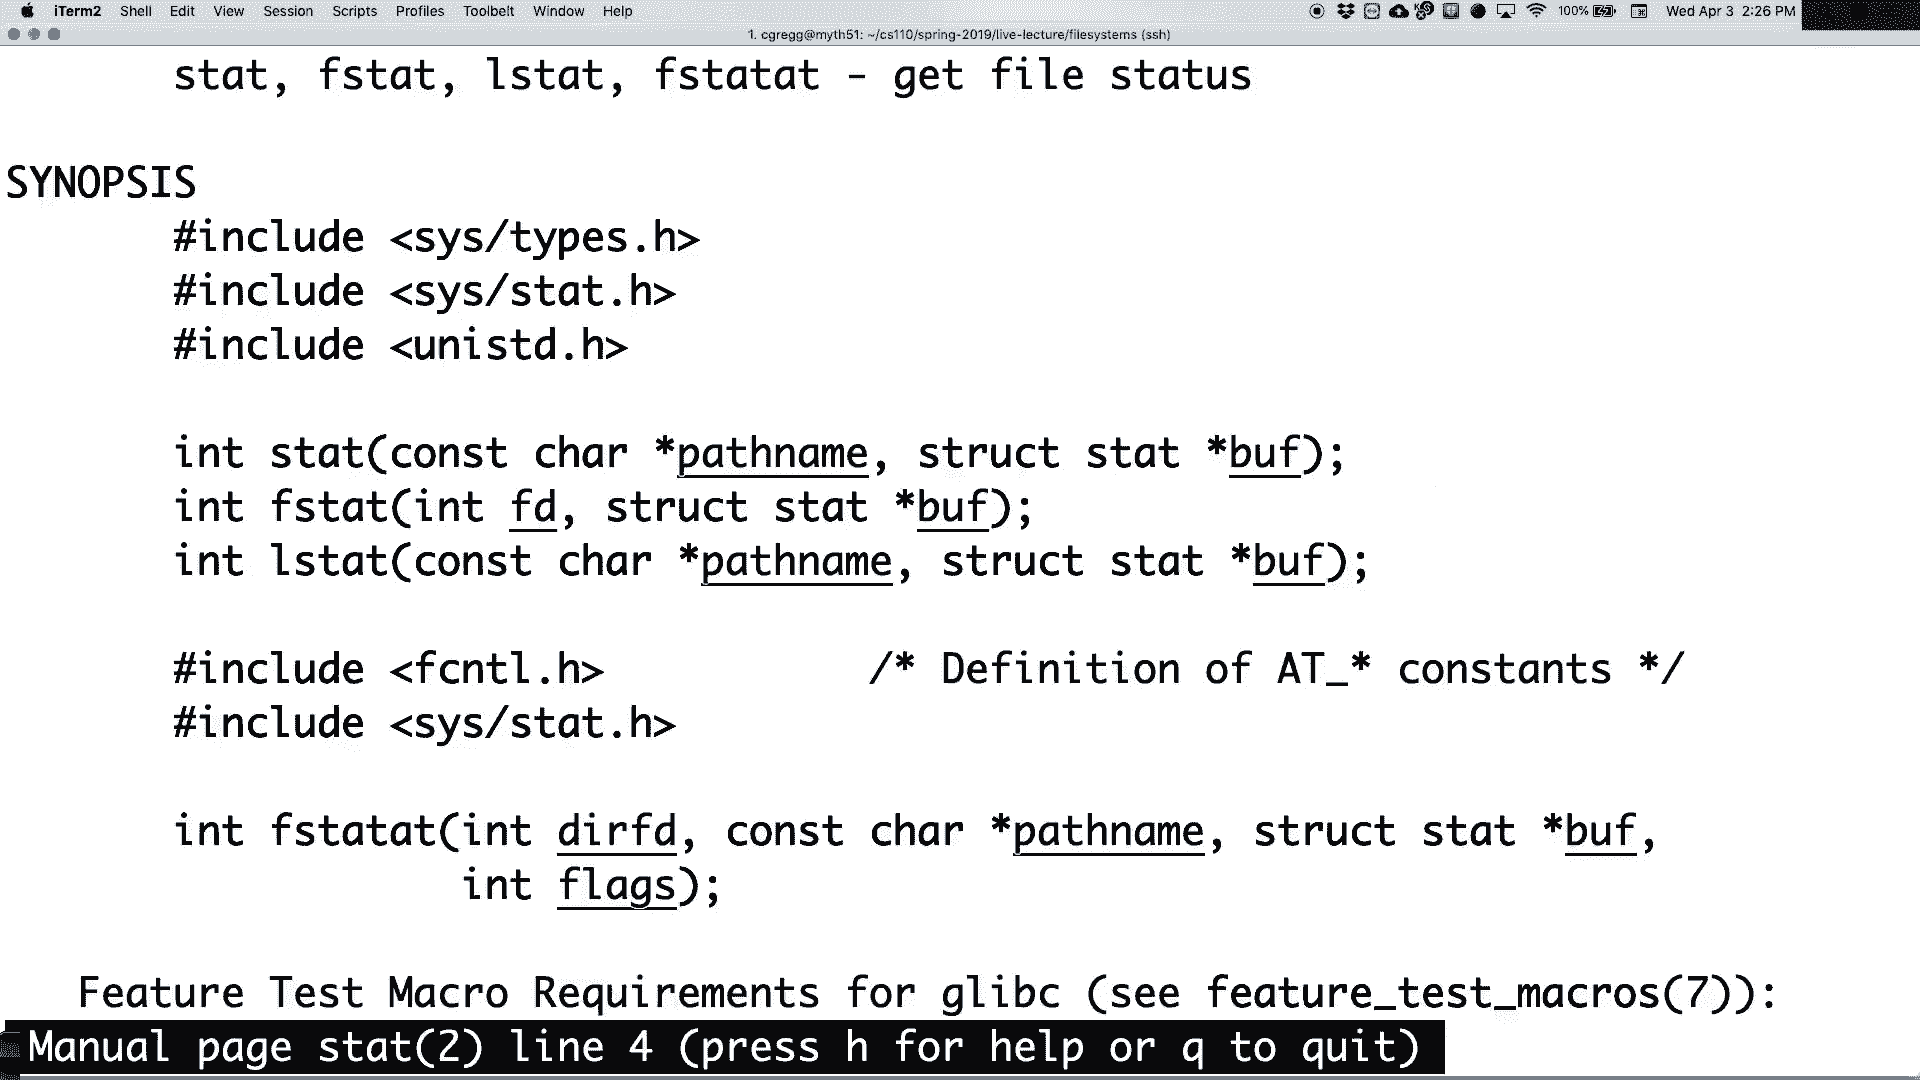 iTerm2 Shell Edit View Session Scripts Profiles Toolbelt Window Help 100% Wed Apr 3 2:26 PM
1. cgregg@myth51: ~/cs110/spring-2019/live-lecture/filesystems (ssh)
stat, fstat, lstat, fstatat - get file status
SYNOPSIS
#include <sys/types.h>
#include <sys/stat.h>
#include <unistd.h>
int stat(const char *pathname, struct stat *buf);
int fstat(int fd, struct stat *buf);
int lstat(const char *pathname, struct stat *buf);
#include <fcntl.h> /* Definition of AT_* constants */
#include <sys/stat.h>
int fstatat(int dirfd, const char *pathname, struct stat *buf,
int flags);
Feature Test Macro Requirements for glibc (see feature_test_macros(7)):
Manual page stat(2) line 4 (press h for help or q to quit)